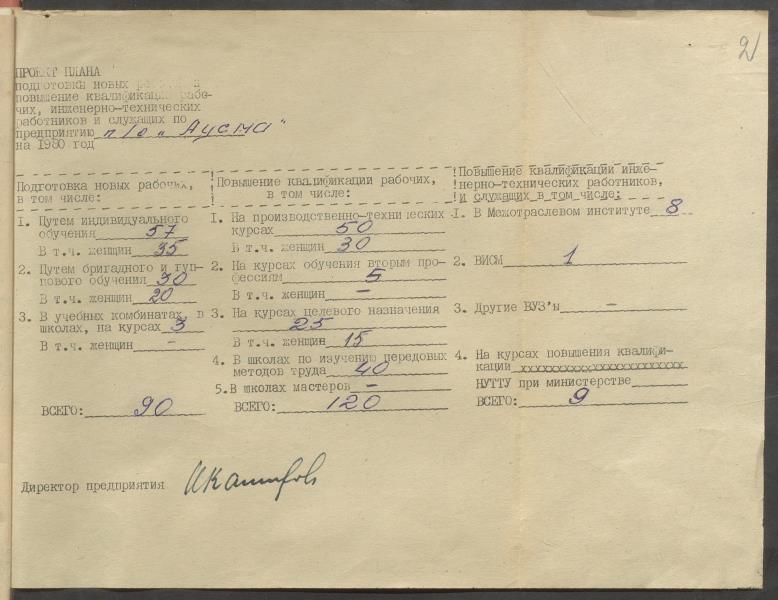 2
ПРОЕКТ ПЛАНА
подготовки новых
повышение квалификации рабо-
чих, инженерно-технических
работников и служащих по
предприятию п/о „Аусма"
на 1980 год
Подготовка новых рабочих,
в том числе:
1. Путем индивидуального
обучения 57
В т.ч. женщин 35
2. Путем бригадного и груп-
пового обучения 30
В т.ч. женщин 20
3. В учебных комбинатах, в
школах, на курсах 3
В т.ч. женщин –
ВСЕГО: 90
Повышение квалификации рабочих,
в том числе:
1. На производственно-технических
курсах 50
В т.ч. женщин 30
2. На курсах обучения вторым про-
фессиям 5
В т.ч. женщин –
3. На курсах целевого назначения
25
В т.ч. женщин 15
4. В школах по изучению передовых
методов труда 40
5. В школах мастеров –
ВСЕГО: 120
Повышение квалификации инже-
нерно-технических работников,
и служащих в том числе:
1. В Межотраслевом институте 8
2. ВИСМ 1
3. Другие ВУЗ'ы –
4. На курсах повышения квалифи-
кации xxxxxxxxxxxxxxxxxxxxxxxx
НУТТУ при министерстве
ВСЕГО: 9
Директор предприятия